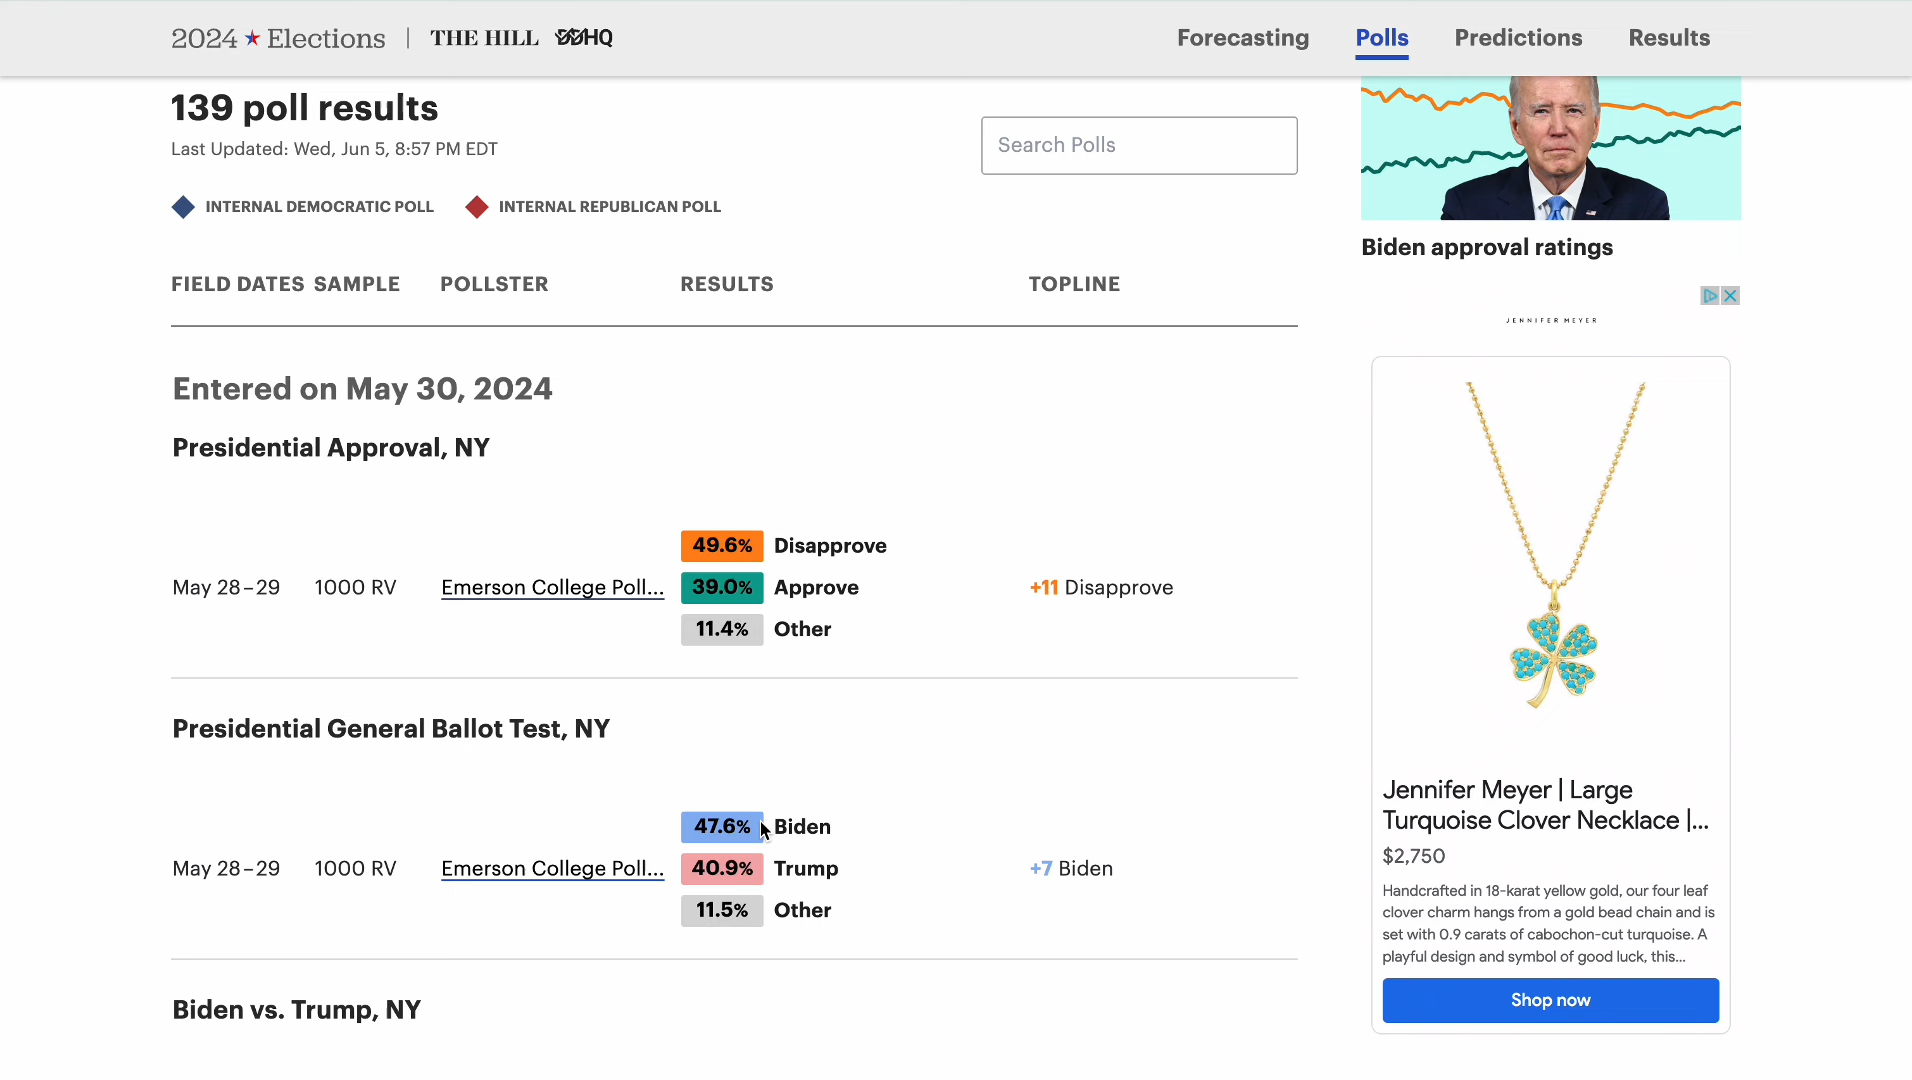 2024 ★ Elections | THE HILL DDHQ
Forecasting Polls Predictions Results
139 poll results
Last Updated: Wed, Jun 5, 8:57 PM EDT
Search Polls
INTERNAL DEMOCRATIC POLL INTERNAL REPUBLICAN POLL
FIELD DATES SAMPLE POLLSTER RESULTS TOPLINE
Entered on May 30, 2024
Presidential Approval, NY
49.6% Disapprove
May 28–29 1000 RV Emerson College Poll... 39.0% Approve +11 Disapprove
11.4% Other
Presidential General Ballot Test, NY
47.6% Biden
May 28–29 1000 RV Emerson College Poll... 40.9% Trump +7 Biden
11.5% Other
Biden vs. Trump, NY
Biden approval ratings
JENNIFER MEYER
Jennifer Meyer | Large
Turquoise Clover Necklace |...
$2,750
Handcrafted in 18-karat yellow gold, our four leaf
clover charm hangs from a gold bead chain and is
set with 0.9 carats of cabochon-cut turquoise. A
playful design and symbol of good luck, this...
Shop now